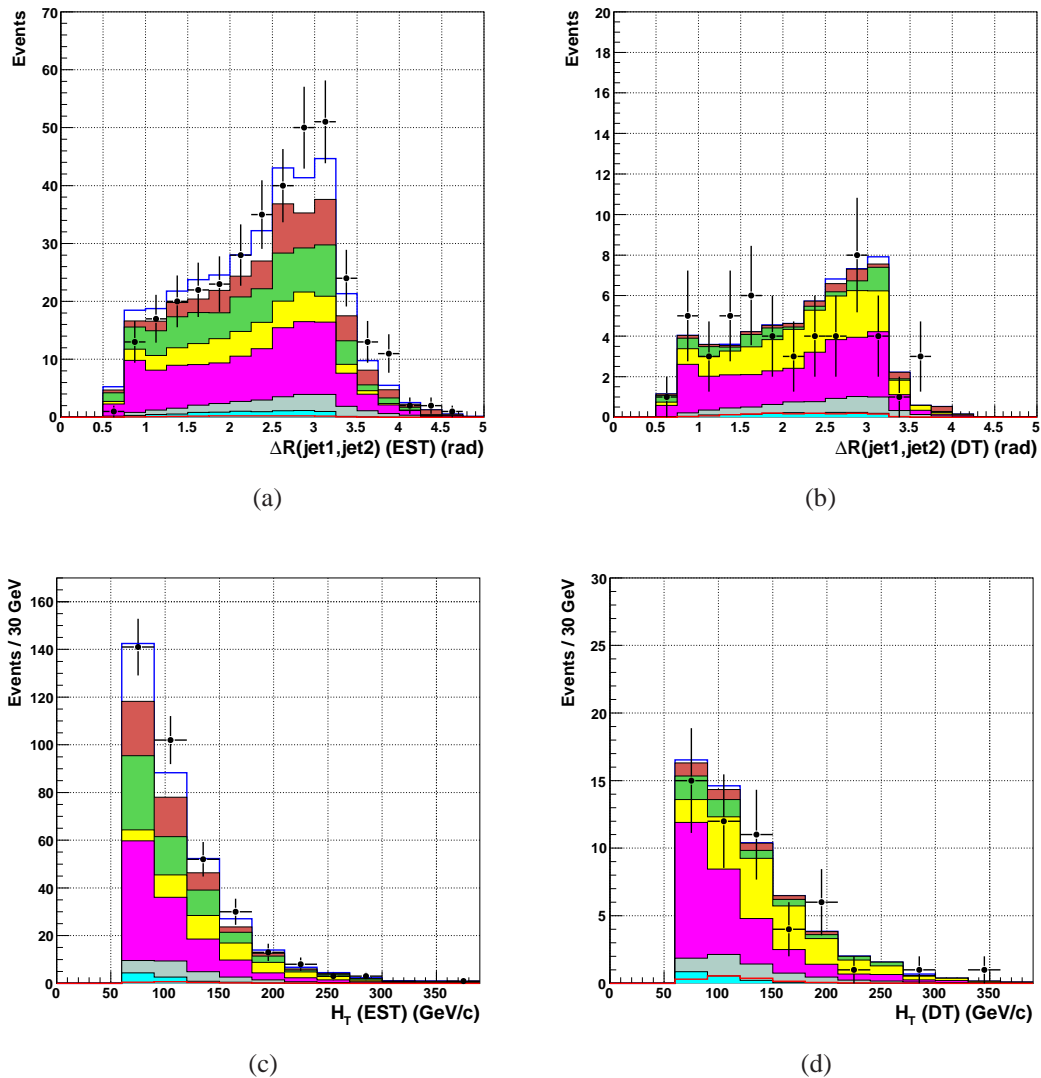 Events
70
60
50
40
30
20
10
0
0 0.5 1 1.5 2 2.5 3 3.5 4 4.5 5
ΔR(jet1,jet2) (EST) (rad)
(a)
Events
20
18
16
14
12
10
8
6
4
2
0
0 0.5 1 1.5 2 2.5 3 3.5 4 4.5 5
ΔR(jet1,jet2) (DT) (rad)
(b)
Events / 30 GeV
160
140
120
100
80
60
40
20
0
0 50 100 150 200 250 300 350
H_T (EST) (GeV/c)
(c)
Events / 30 GeV
30
25
20
15
10
5
0
0 50 100 150 200 250 300 350
H_T (DT) (GeV/c)
(d)